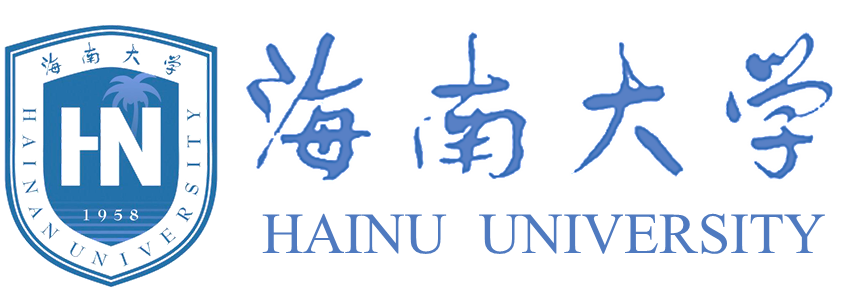 海南大学
HN
1958
HAINAN UNIVERSITY
海南大学
HAINU UNIVERSITY